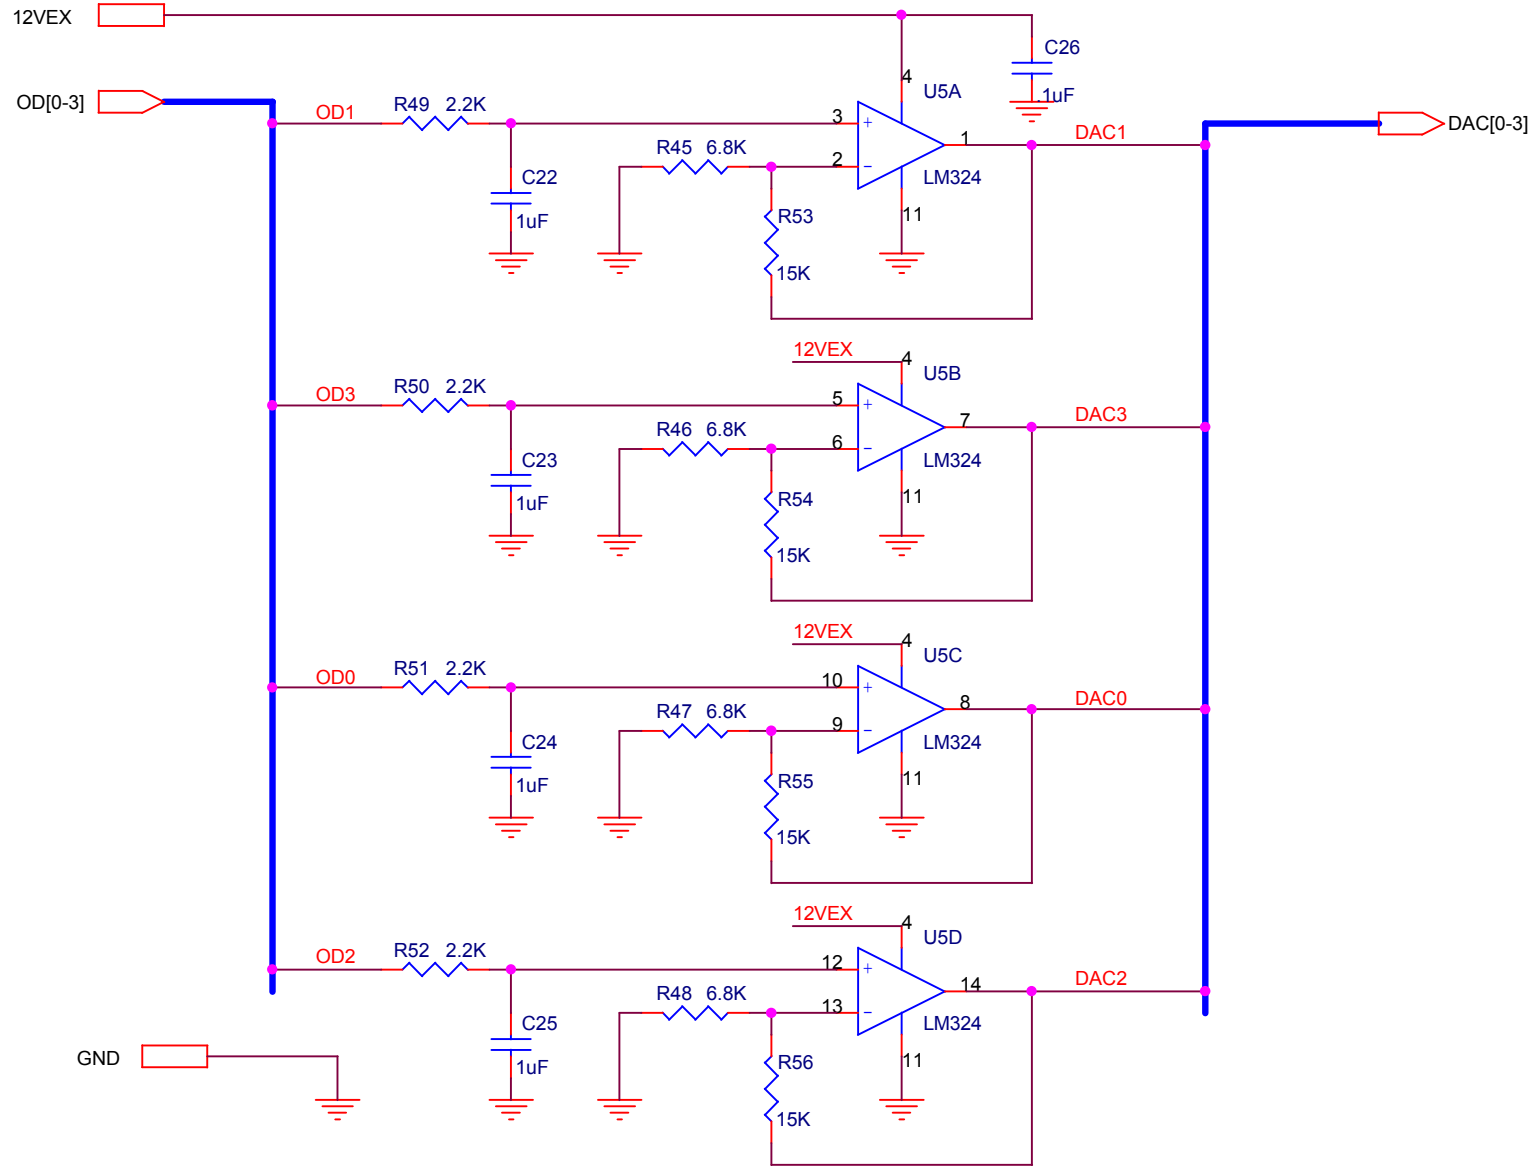 12VEX
C26
.1uF
OD[0-3]
DAC[0-3]
OD1
R49 2.2K
C22
1uF
R45 6.8K
R53
15K
3
2
+
−
4
U5A
LM324
11
1
DAC1
12VEX
OD3
R50 2.2K
C23
1uF
R46 6.8K
R54
15K
5
6
+
−
4
U5B
LM324
11
7
DAC3
12VEX
OD0
R51 2.2K
C24
1uF
R47 6.8K
R55
15K
10
9
+
−
4
U5C
LM324
11
8
DAC0
12VEX
OD2
R52 2.2K
C25
1uF
R48 6.8K
R56
15K
12
13
+
−
4
U5D
LM324
11
14
DAC2
GND